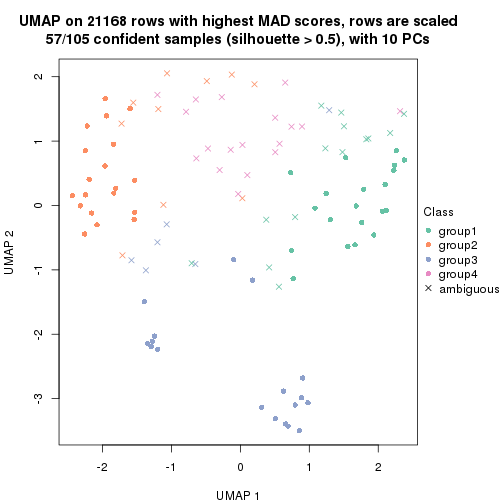 UMAP on 21168 rows with highest MAD scores, rows are scaled
57/105 confident samples (silhouette > 0.5), with 10 PCs
2
1
0
-1
-2
-3
UMAP 2
-2
-1
0
1
2
UMAP 1
Class
group1
group2
group3
group4
ambiguous